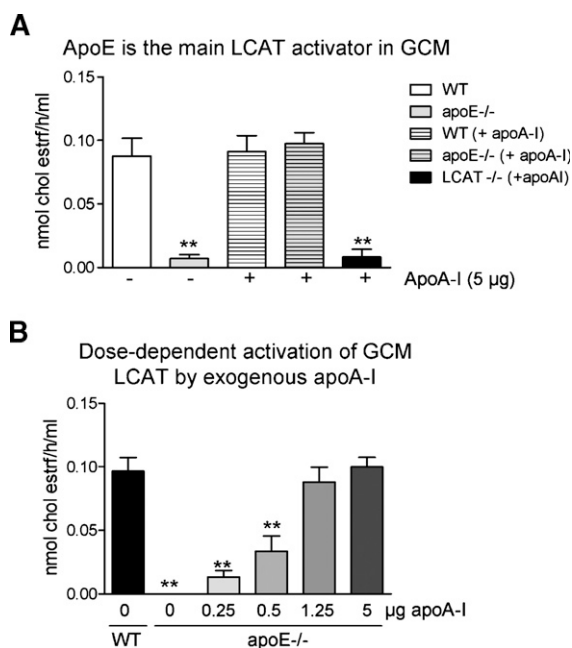 A
ApoE is the main LCAT activator in GCM
nmol chol estrf/h/ml
0.15
0.10
0.05
0.00
**
**
- - + + + ApoA-I (5 µg)
WT
apoE-/-
WT (+ apoA-I)
apoE-/- (+ apoA-I)
LCAT -/- (+apoAI)
B
Dose-dependent activation of GCM
LCAT by exogenous apoA-I
nmol chol estrf/h/ml
0.15
0.10
0.05
0.00
**
**
**
0 0 0.25 0.5 1.25 5 µg apoA-I
WT apoE-/-